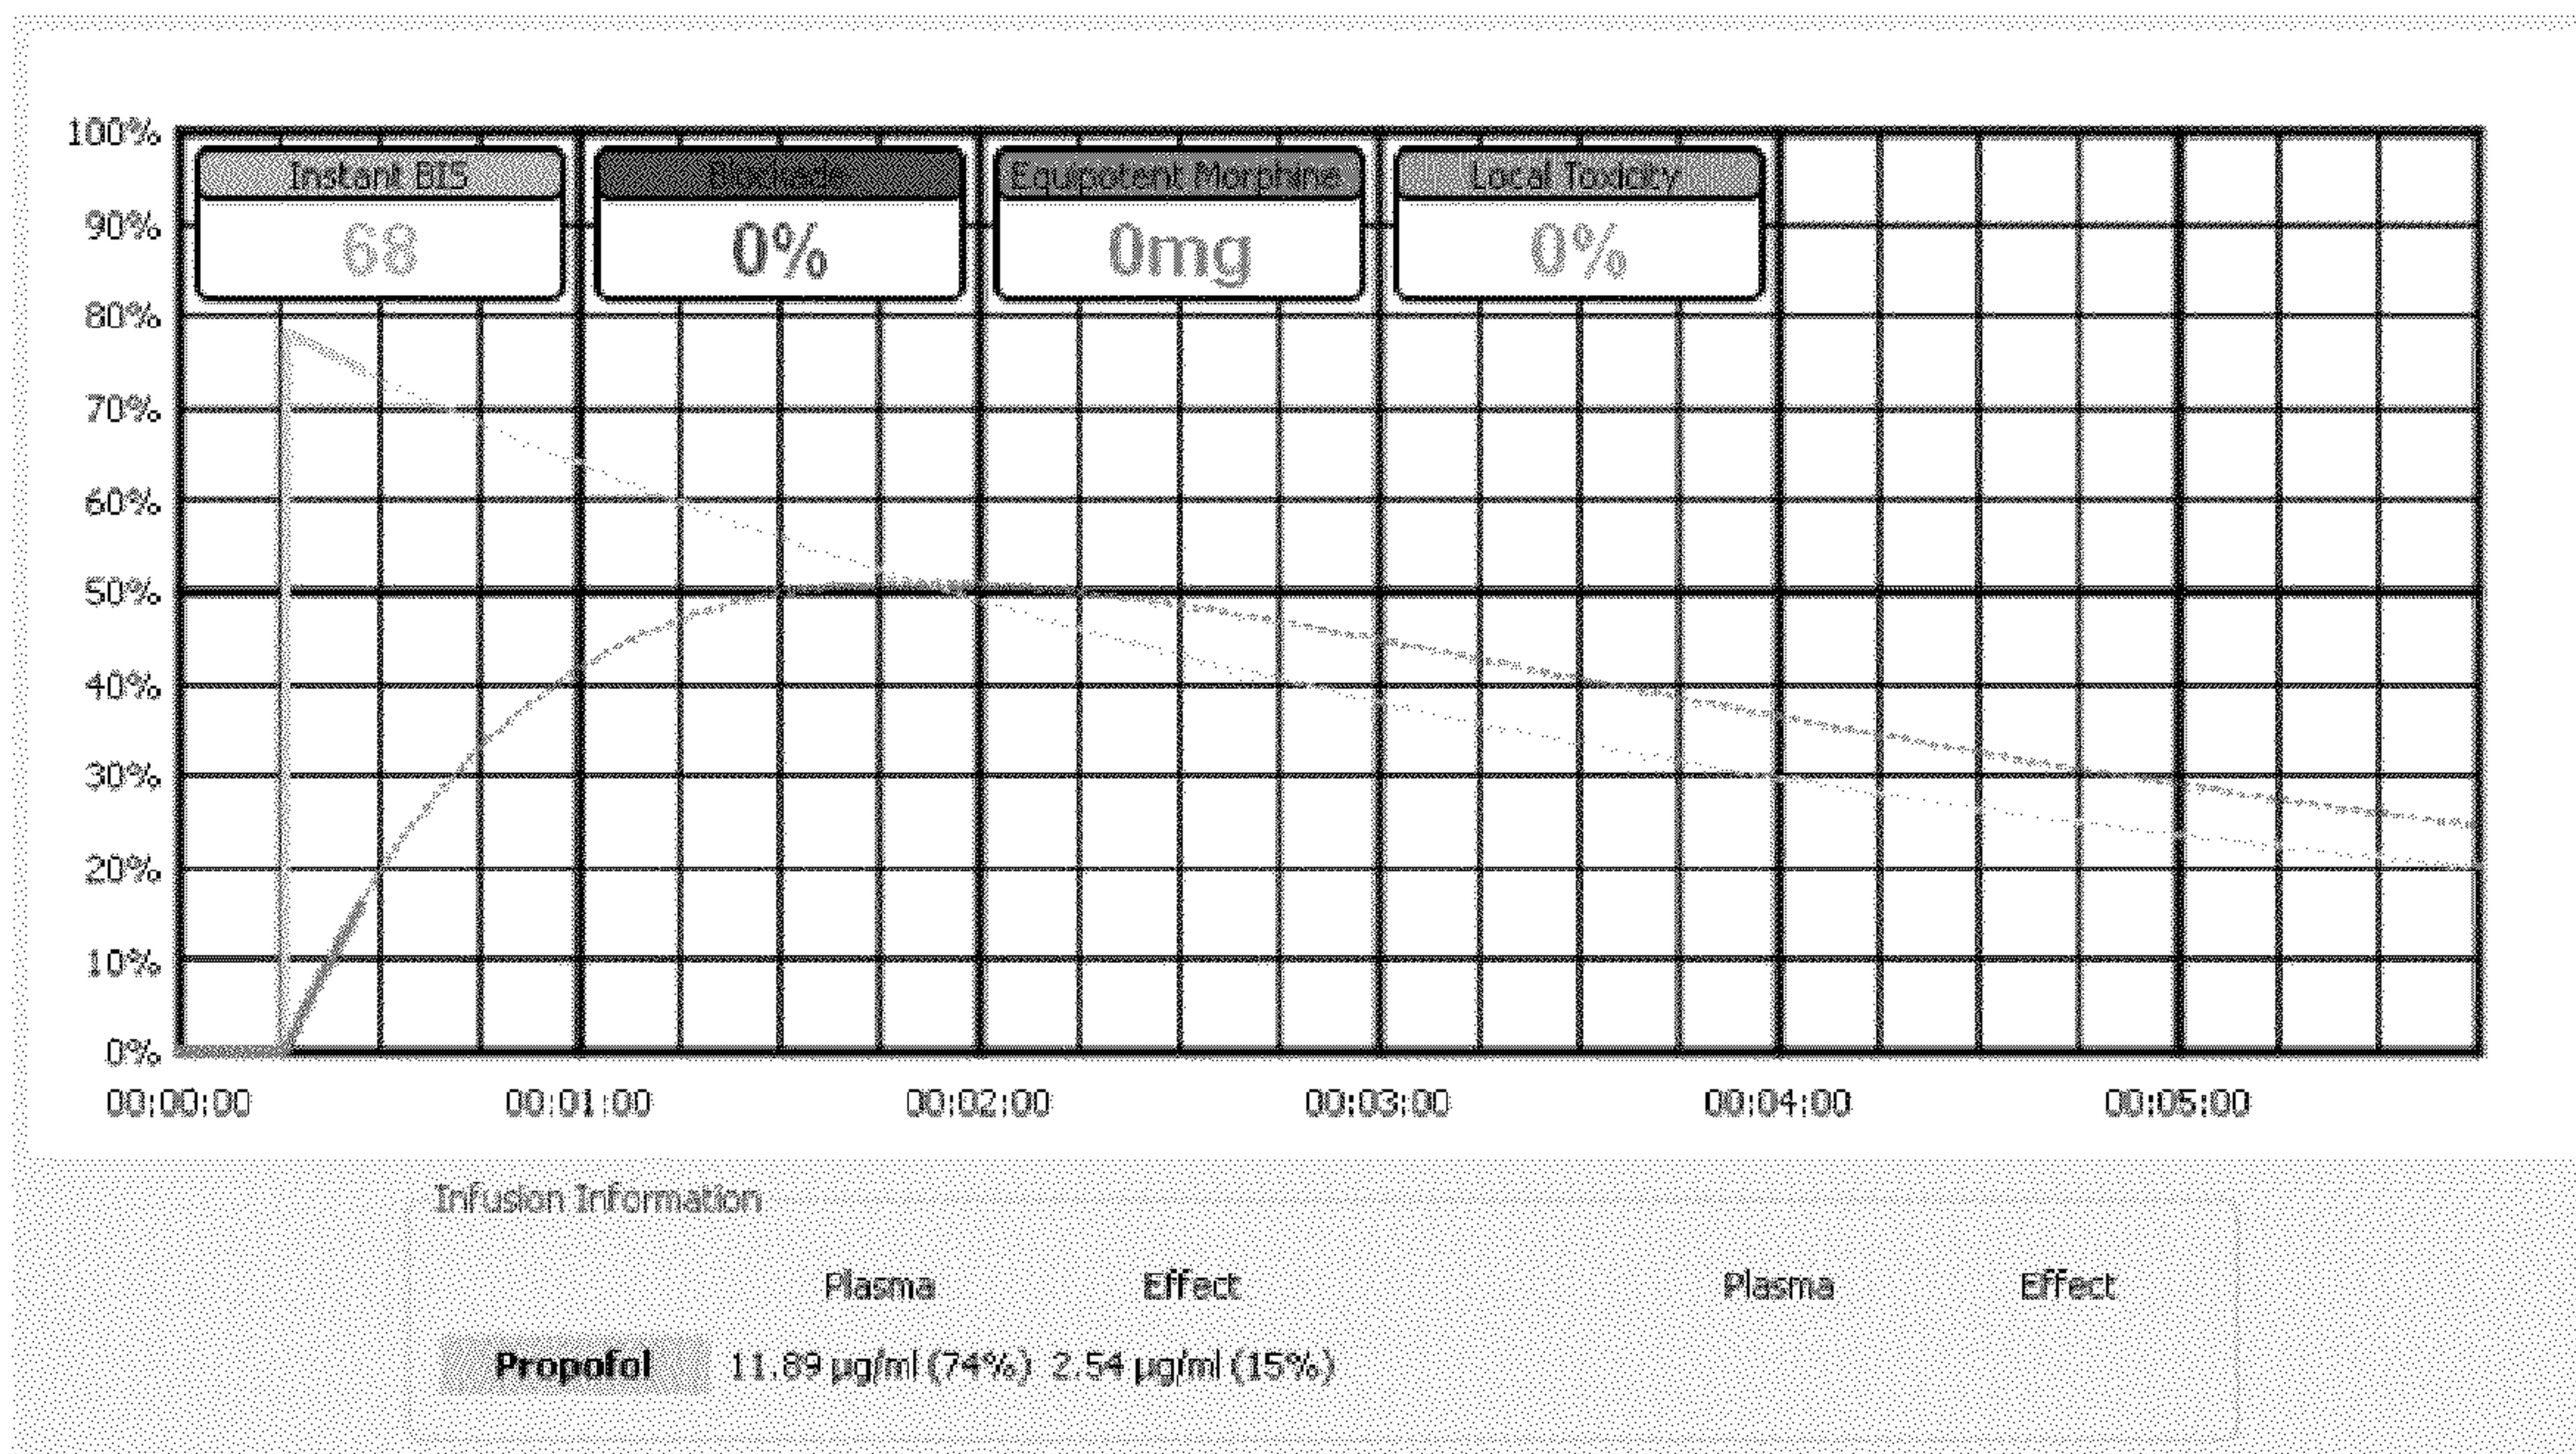 100%
Instant BIS Blockade Equipotent Morphine Local Toxicity
90%
68 0% 0mg 0%
80%
70%
60%
50%
40%
30%
20%
10%
0%
00:00:00 00:01:00 00:02:00 00:03:00 00:04:00 00:05:00
Infusion Information
Plasma Effect Plasma Effect
Propofol 11.89 µg/ml (74%) 2.54 µg/ml (15%)